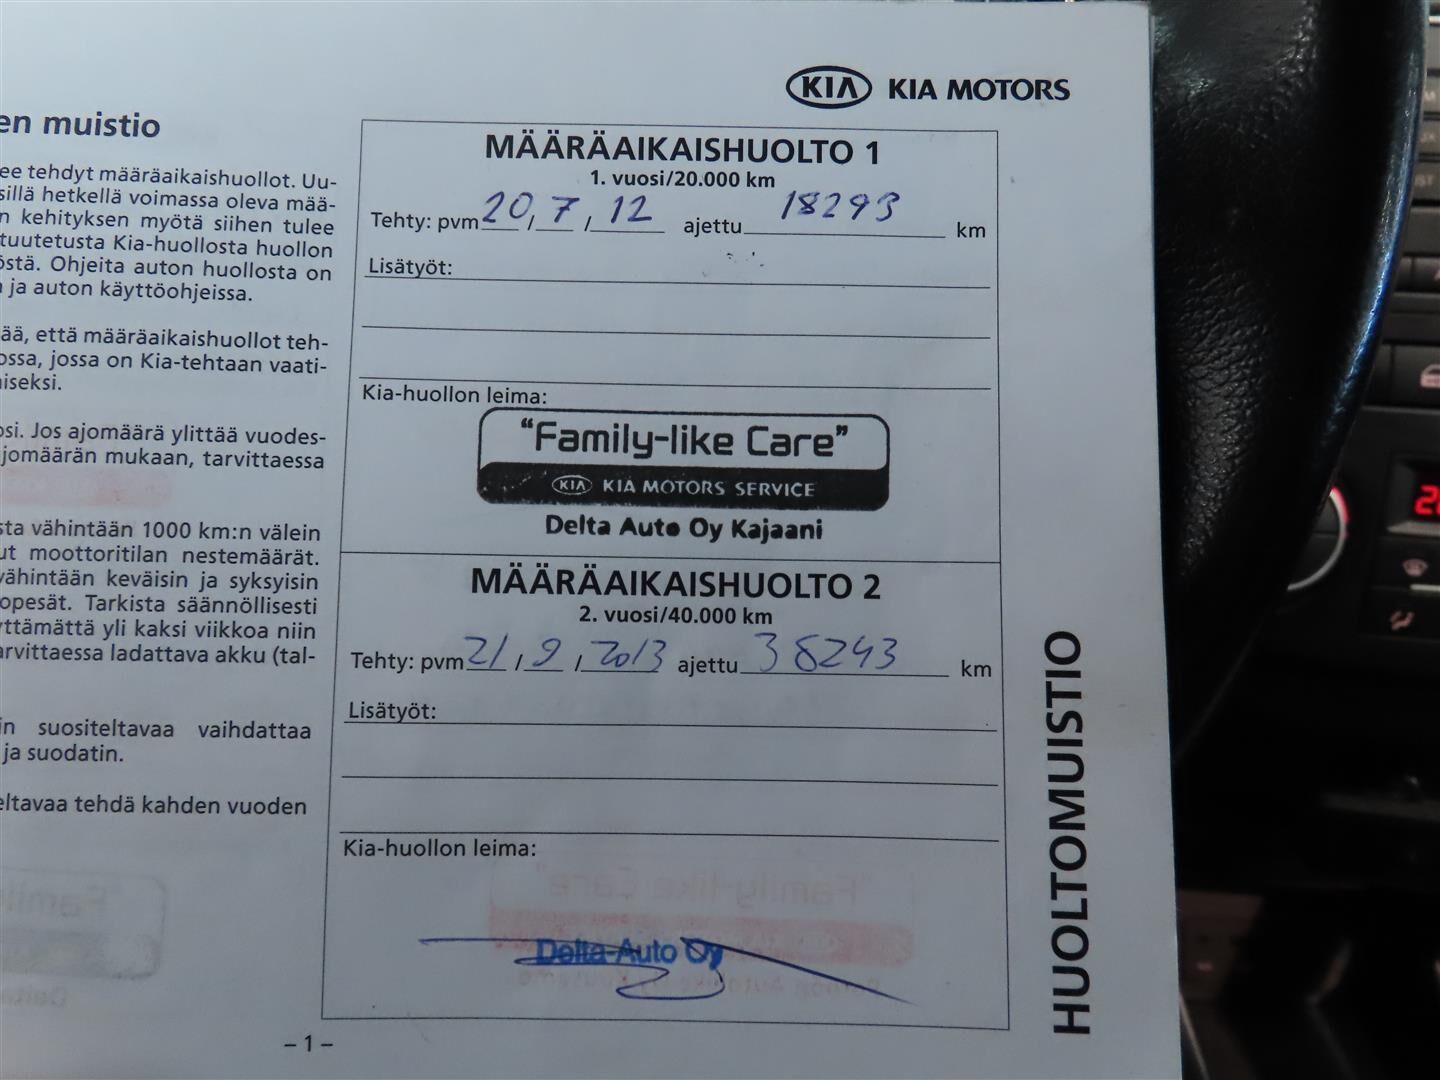 KIA KIA MOTORS
en muistio
ee tehdyt määräaikaishuollot. Uu-
sillä hetkellä voimassa oleva mää-
n kehityksen myötä siihen tulee
tuutetusta Kia-huollosta huollon
östä. Ohjeita auton huollosta on
ja auton käyttöohjeissa.
ää, että määräaikaishuollot teh-
ossa, jossa on Kia-tehtaan vaati-
iseksi.
osi. Jos ajomäärä ylittää vuodes-
ajomäärän mukaan, tarvittaessa
sta vähintään 1000 km:n välein
ut moottoritilan nestemäärät.
vähintään keväisin ja syksyisin
opesät. Tarkista säännöllisesti
yttämättä yli kaksi viikkoa niin
arvittaessa ladattava akku (tal-
in suositeltavaa vaihdattaa
ja suodatin.
eltavaa tehdä kahden vuoden
MÄÄRÄAIKAISHUOLTO 1
1. vuosi/20.000 km
Tehty: pvm 20 / 7 / 12 ajettu 18293 km
Lisätyöt:
Kia-huollon leima:
"Family-like Care"
KIA KIA MOTORS SERVICE
Delta Auto Oy Kajaani
MÄÄRÄAIKAISHUOLTO 2
2. vuosi/40.000 km
Tehty: pvm 21 / 9 / 2013 ajettu 38243 km
Lisätyöt:
Kia-huollon leima:
Delta-Auto Oy
– 1 –
HUOLTOMUISTIO